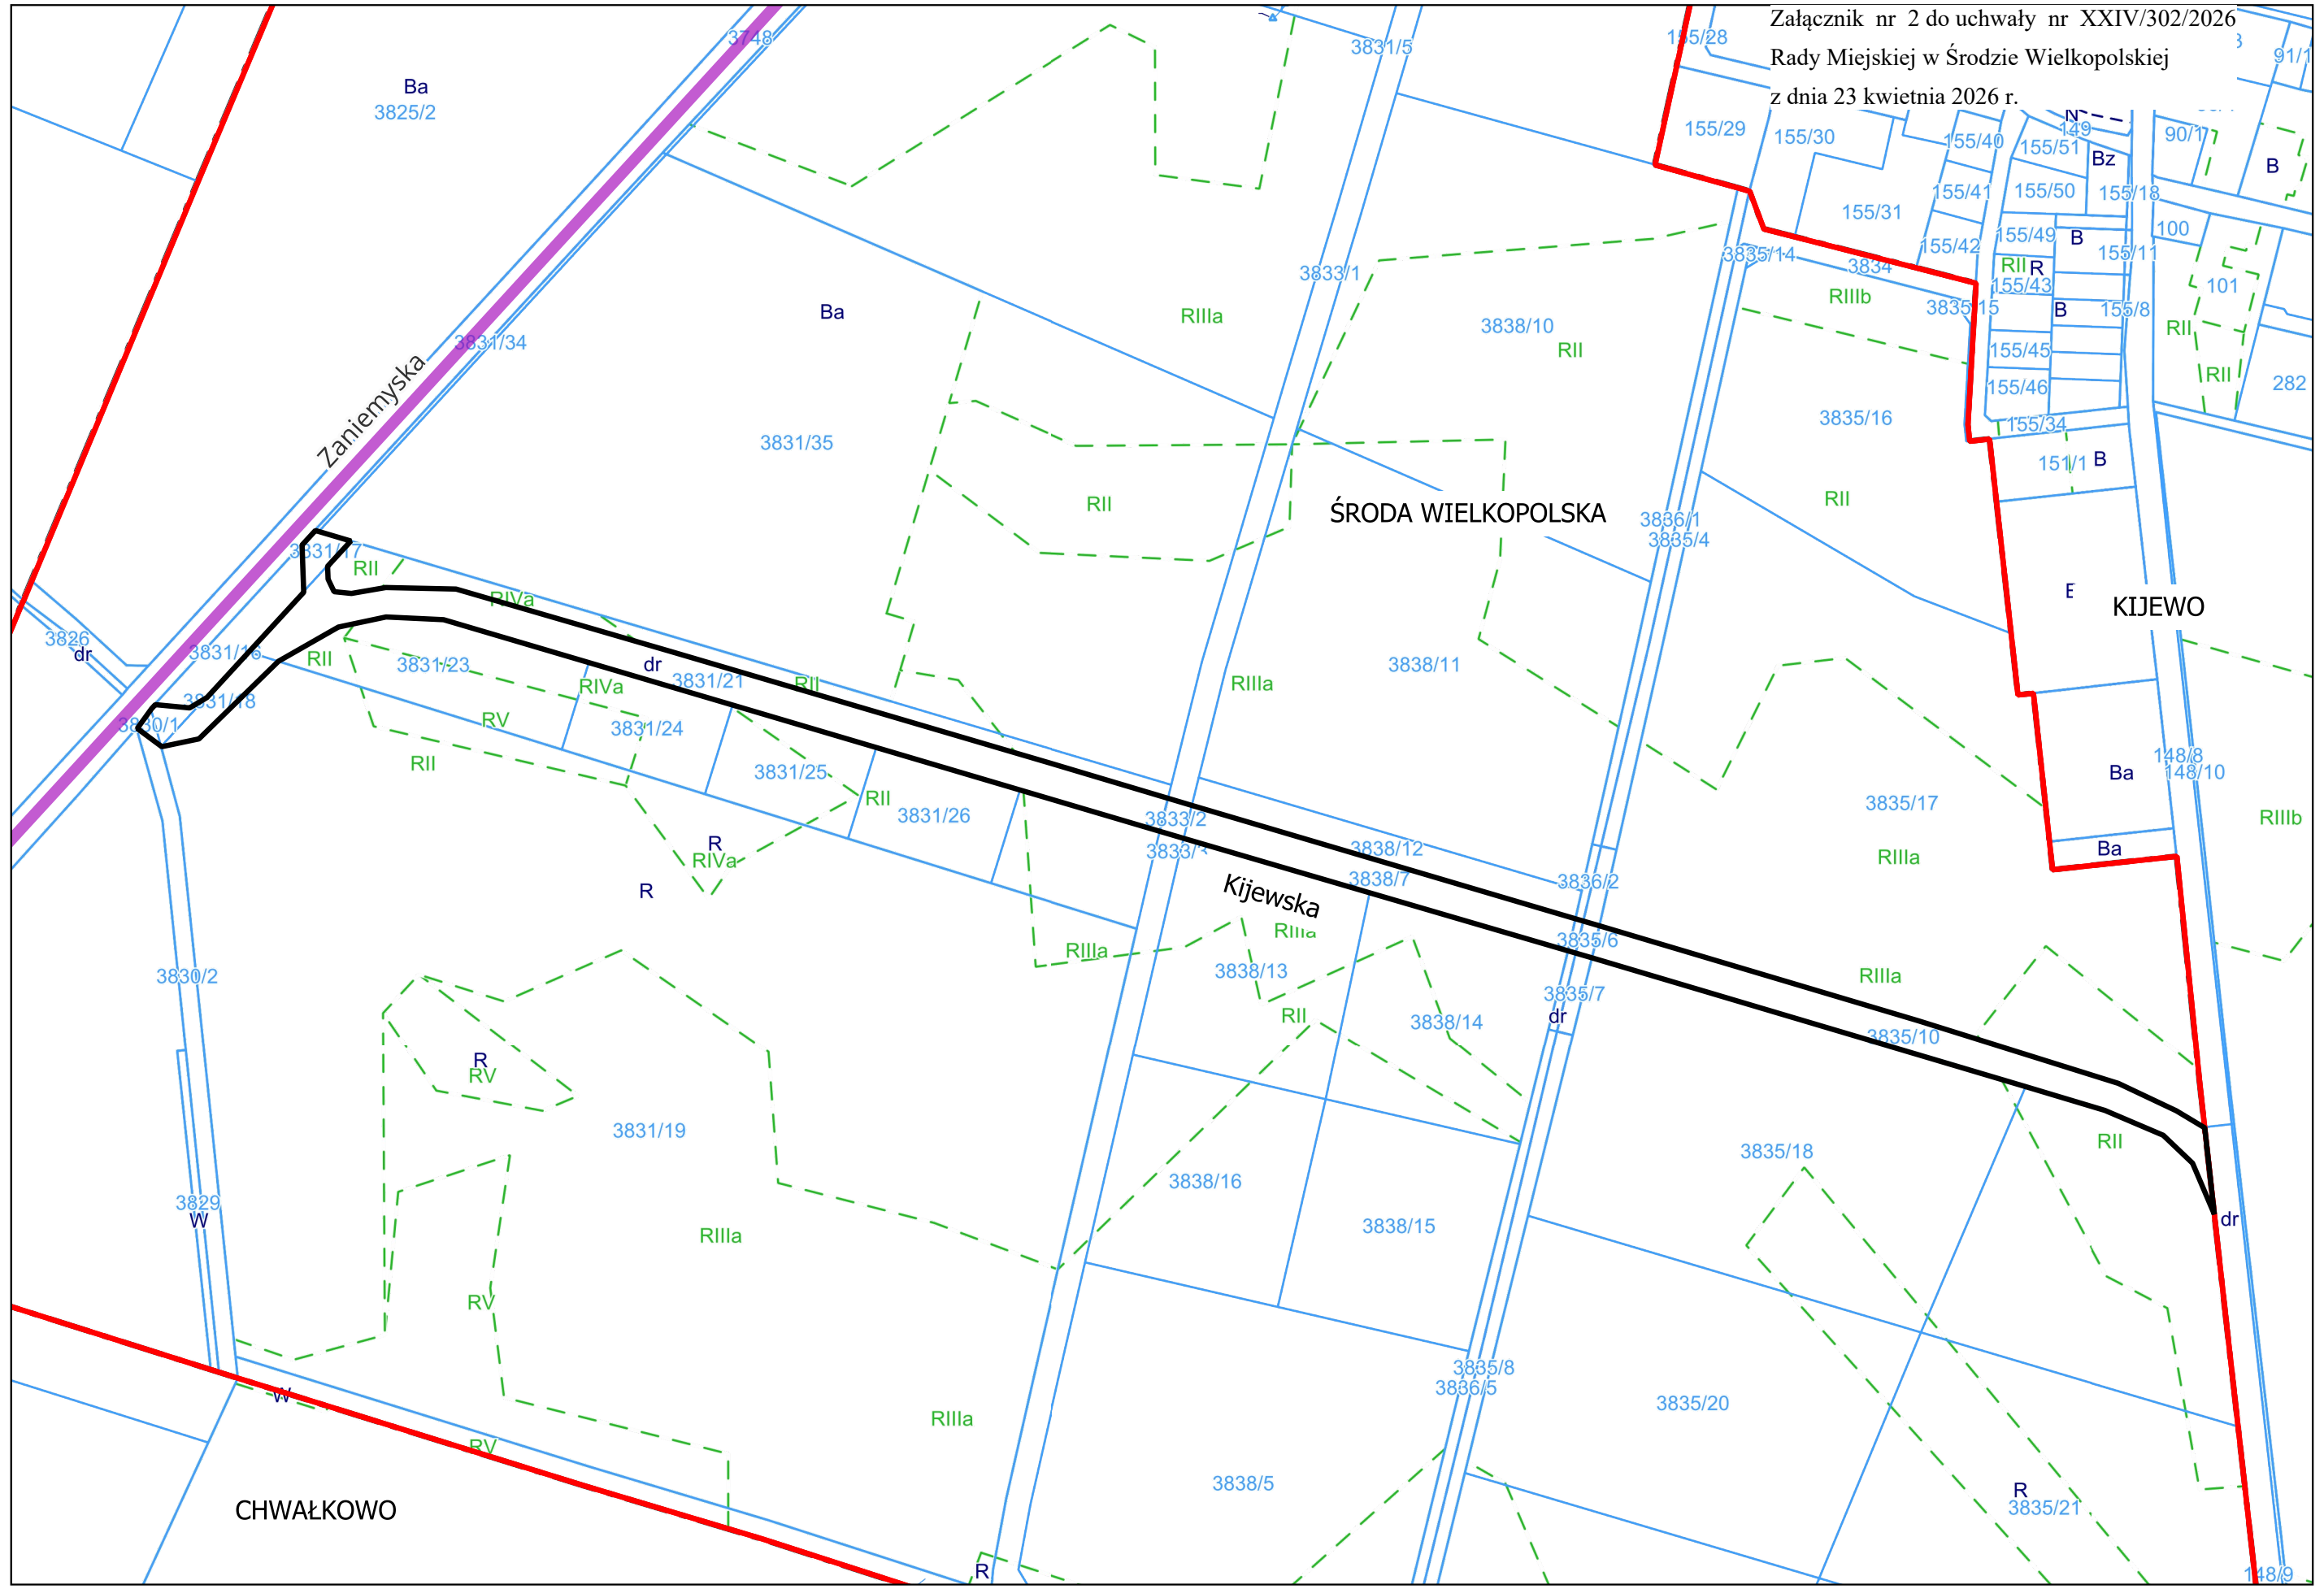 Załącznik nr 2 do uchwały nr XXIV/302/2026
Rady Miejskiej w Środzie Wielkopolskiej
z dnia 23 kwietnia 2026 r.
3748
3831/5
155/28
91/1
Ba
3825/2
155/29
155/30
155/40
N
149
155/51
90/1
Bz
B
155/41
155/50
155/18
155/31
155/42
155/49
B
155/11
100
3835/14
3834
RII
R
3833/1
RIIIb
155/43
101
Ba
RIIIa
3838/10
3835/15
B
155/8
RII
3831/34
RII
155/45
Zaniemyska
155/46
RII
282
3831/35
3835/16
155/34
151/1
B
RII
ŚRODA WIELKOPOLSKA
RII
3836/1
3835/4
3831/17
RII
RIVa
KIJEWO
3826
dr
3831/16
RII
3831/23
dr
3831/21
RII
RIVa
RIIIa
3838/11
3831/18
3830/1
RV
3831/24
RII
3831/25
RII
3831/26
148/8
Ba
148/10
3835/17
RIIIb
3833/2
3833/3
3838/12
Ba
R
RIVa
RIIIa
R
Kijewska
3838/7
3836/2
RIIIa
3835/6
RIIIa
3838/13
RIIIa
3830/2
3835/7
dr
RII
3838/14
3835/10
R
RV
3831/19
RII
3835/18
3838/16
3829
W
3838/15
dr
RIIIa
RV
3835/8
3836/5
W
3835/20
RIIIa
RV
3838/5
R
3835/21
CHWAŁKOWO
R
148/9